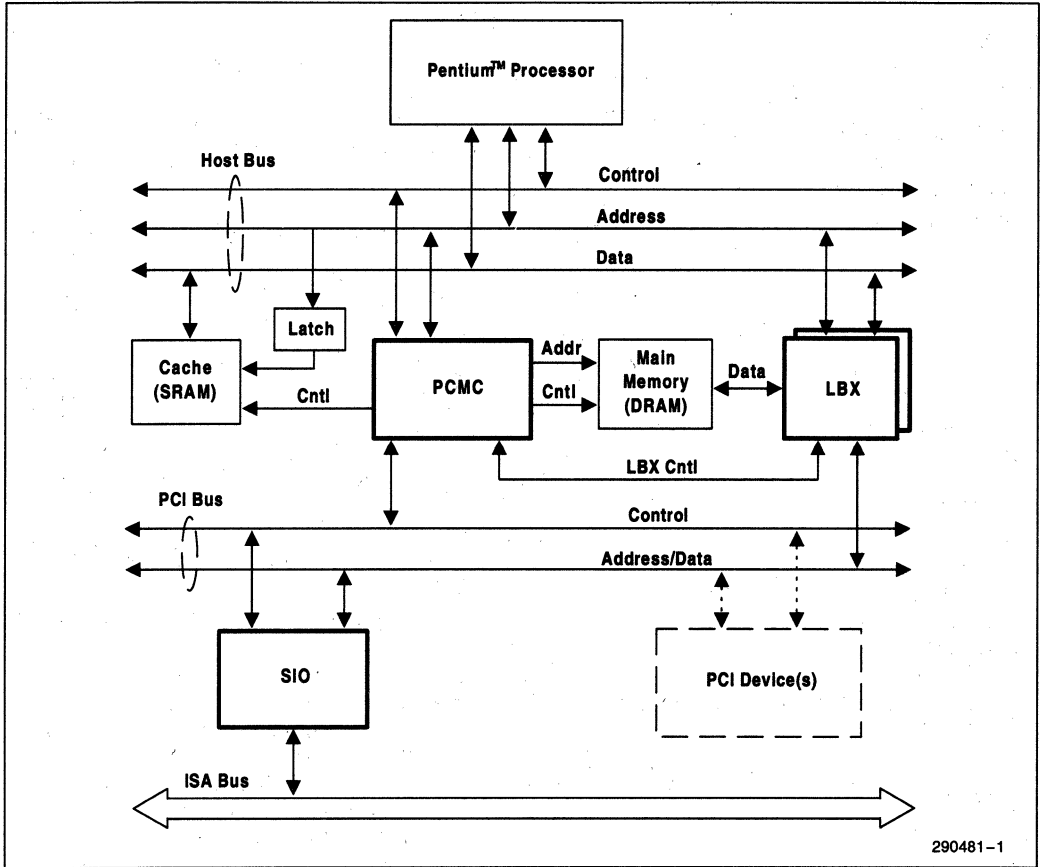 Pentium™ Processor
Host Bus
Control
Address
Data
Latch
Cache
(SRAM)
Cntl
PCMC
Addr
Cntl
Main
Memory
(DRAM)
Data
LBX
LBX Cntl
PCI Bus
Control
Address/Data
SIO
PCI Device(s)
ISA Bus
290481–1